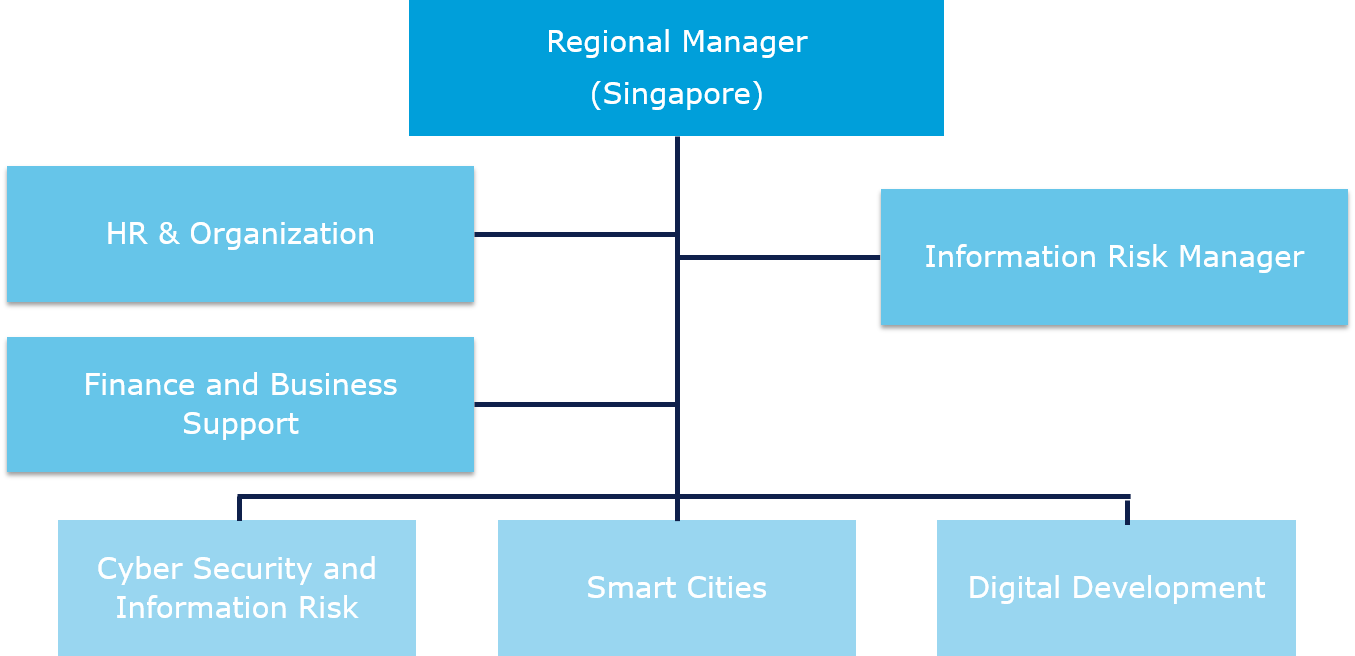 Regional Manager
(Singapore)
HR & Organization
Information Risk Manager
Finance and Business
Support
Cyber Security and
Information Risk
Smart Cities
Digital Development